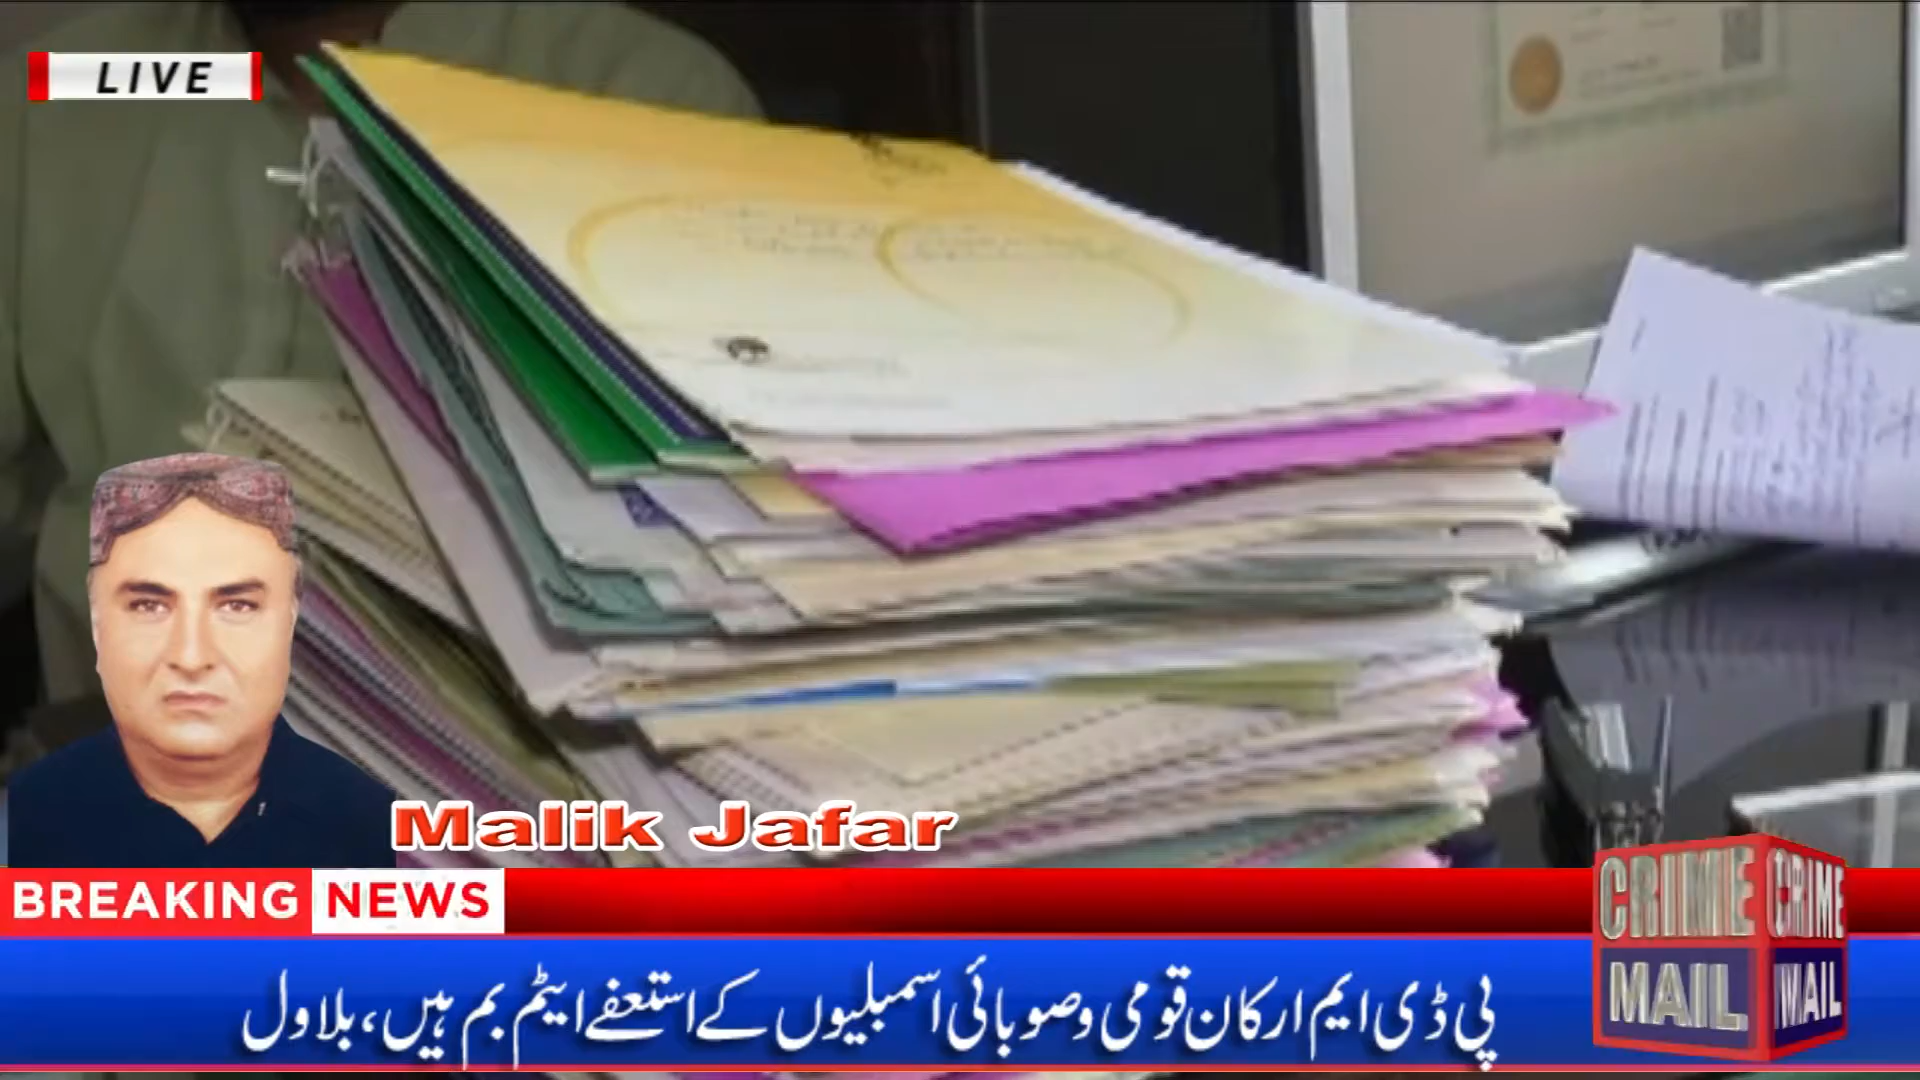 LIVE
Malik Jafar
BREAKING NEWS
CRIME CRIME
MAIL MAIL
پی ڈی ایم ارکان قومی و صوبائی اسمبلیوں کے استعفے ایٹم بم ہیں، بلاول